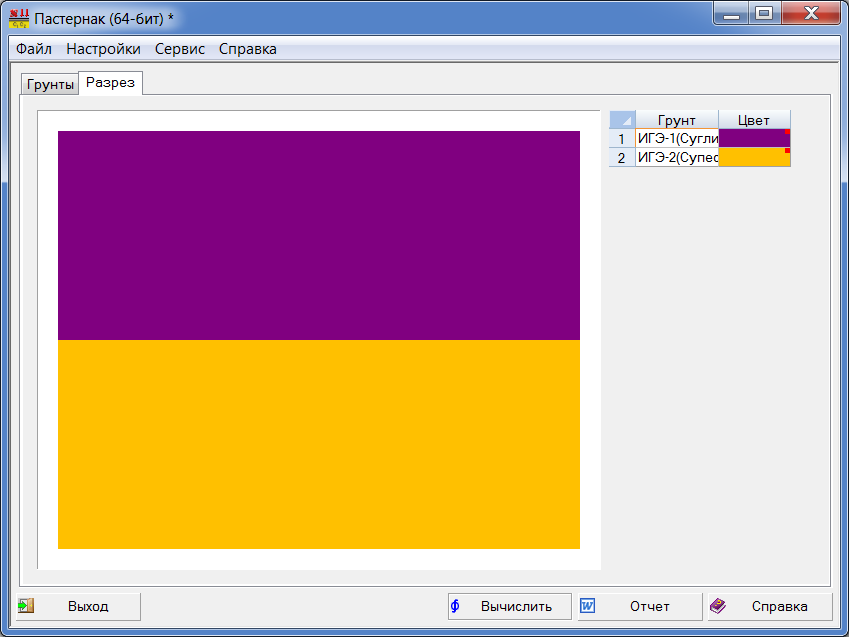 Пастернак (64-бит) *
Файл Настройки Сервис Справка
Грунты Разрез
Грунт Цвет
1 ИГЭ-1(Сугли
2 ИГЭ-2(Супес
Выход Вычислить Отчет Справка